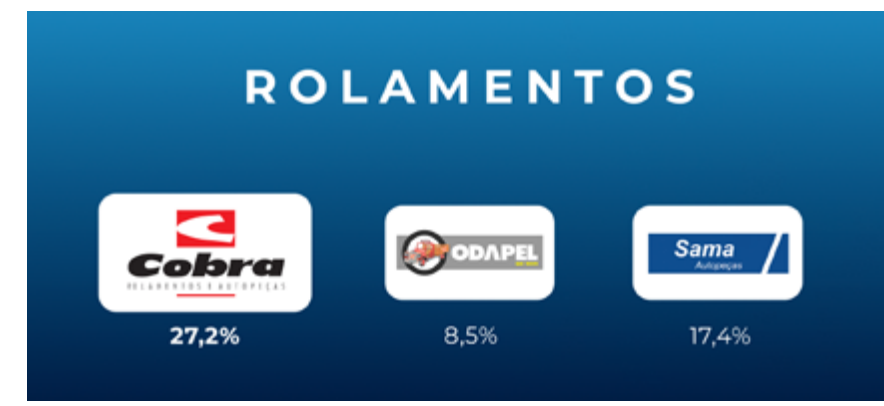 ROLAMENTOS
Cobra
ROLAMENTOS E AUTOPEÇAS
27,2%
ODAPEL
8,5%
Sama
Autopeças
17,4%